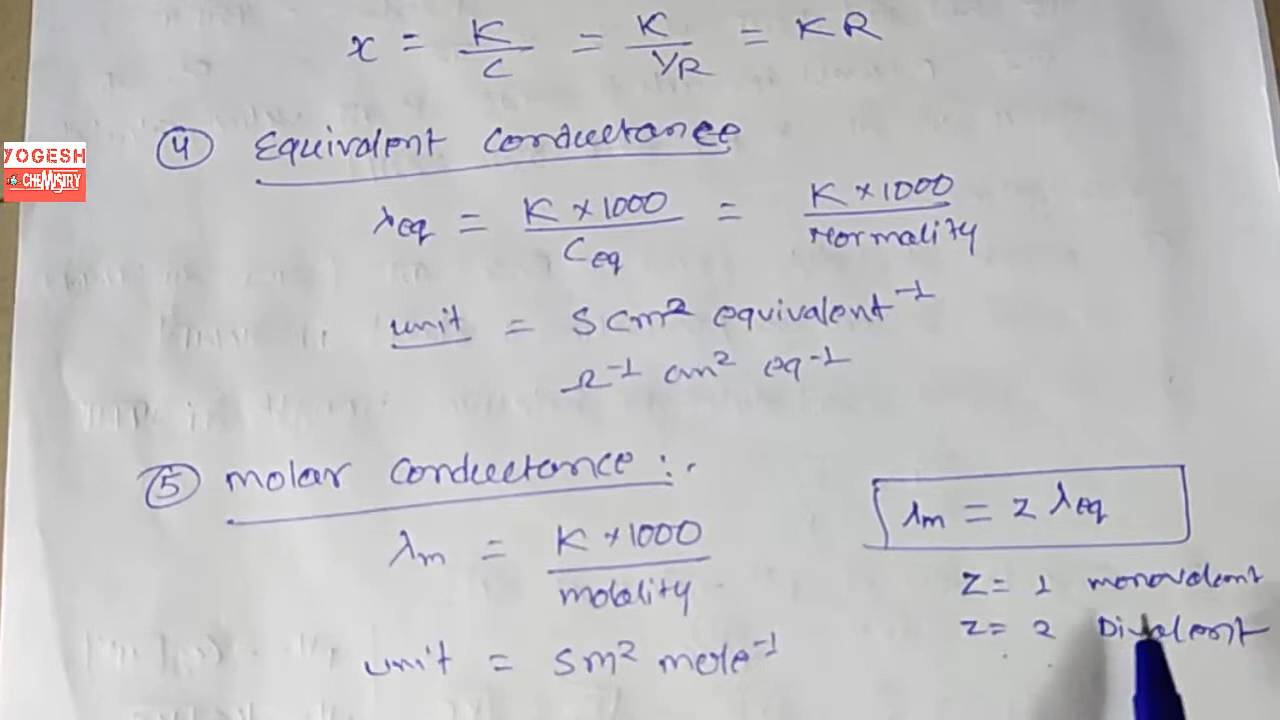 x = K/C = K/1/R = KR
④ Equivalent Conductance
YOGESH
CHEMISTRY
λeq = K × 1000/Ceq = K × 1000/Normality
unit = S cm² equivalent⁻¹
Ω⁻¹ cm² eq⁻¹
⑤ Molar Conductance :-
λm = K × 1000/molality
λm = Z λeq
Z = 1 monovalent
Z = 2 Divalent
unit = S m² mole⁻¹